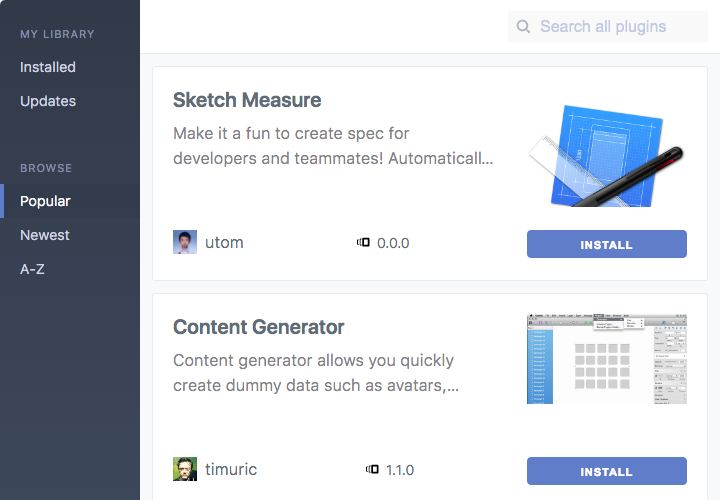 MY LIBRARY
Installed
Updates
BROWSE
Popular
Newest
A-Z
Search all plugins
Sketch Measure
Make it a fun to create spec for
developers and teammates! Automaticall...
utom
0.0.0
INSTALL
Content Generator
Content generator allows you quickly
create dummy data such as avatars,...
timuric
1.1.0
INSTALL